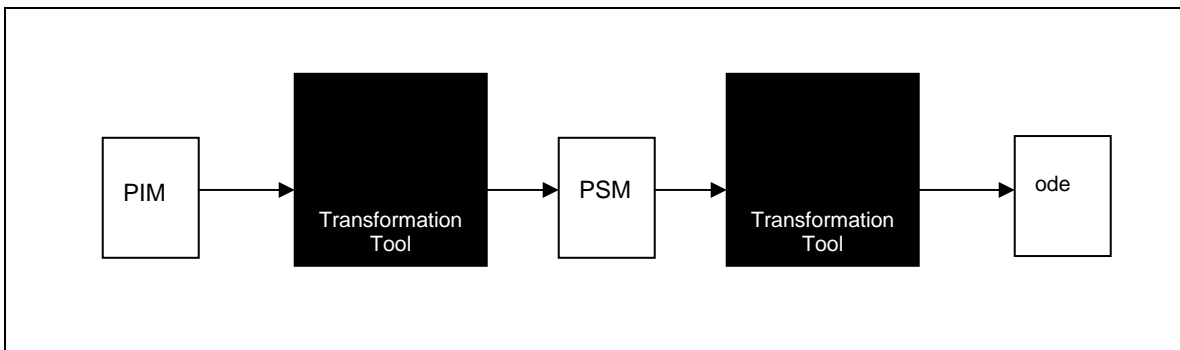 PIM
Transformation
Tool
PSM
Transformation
Tool
ode